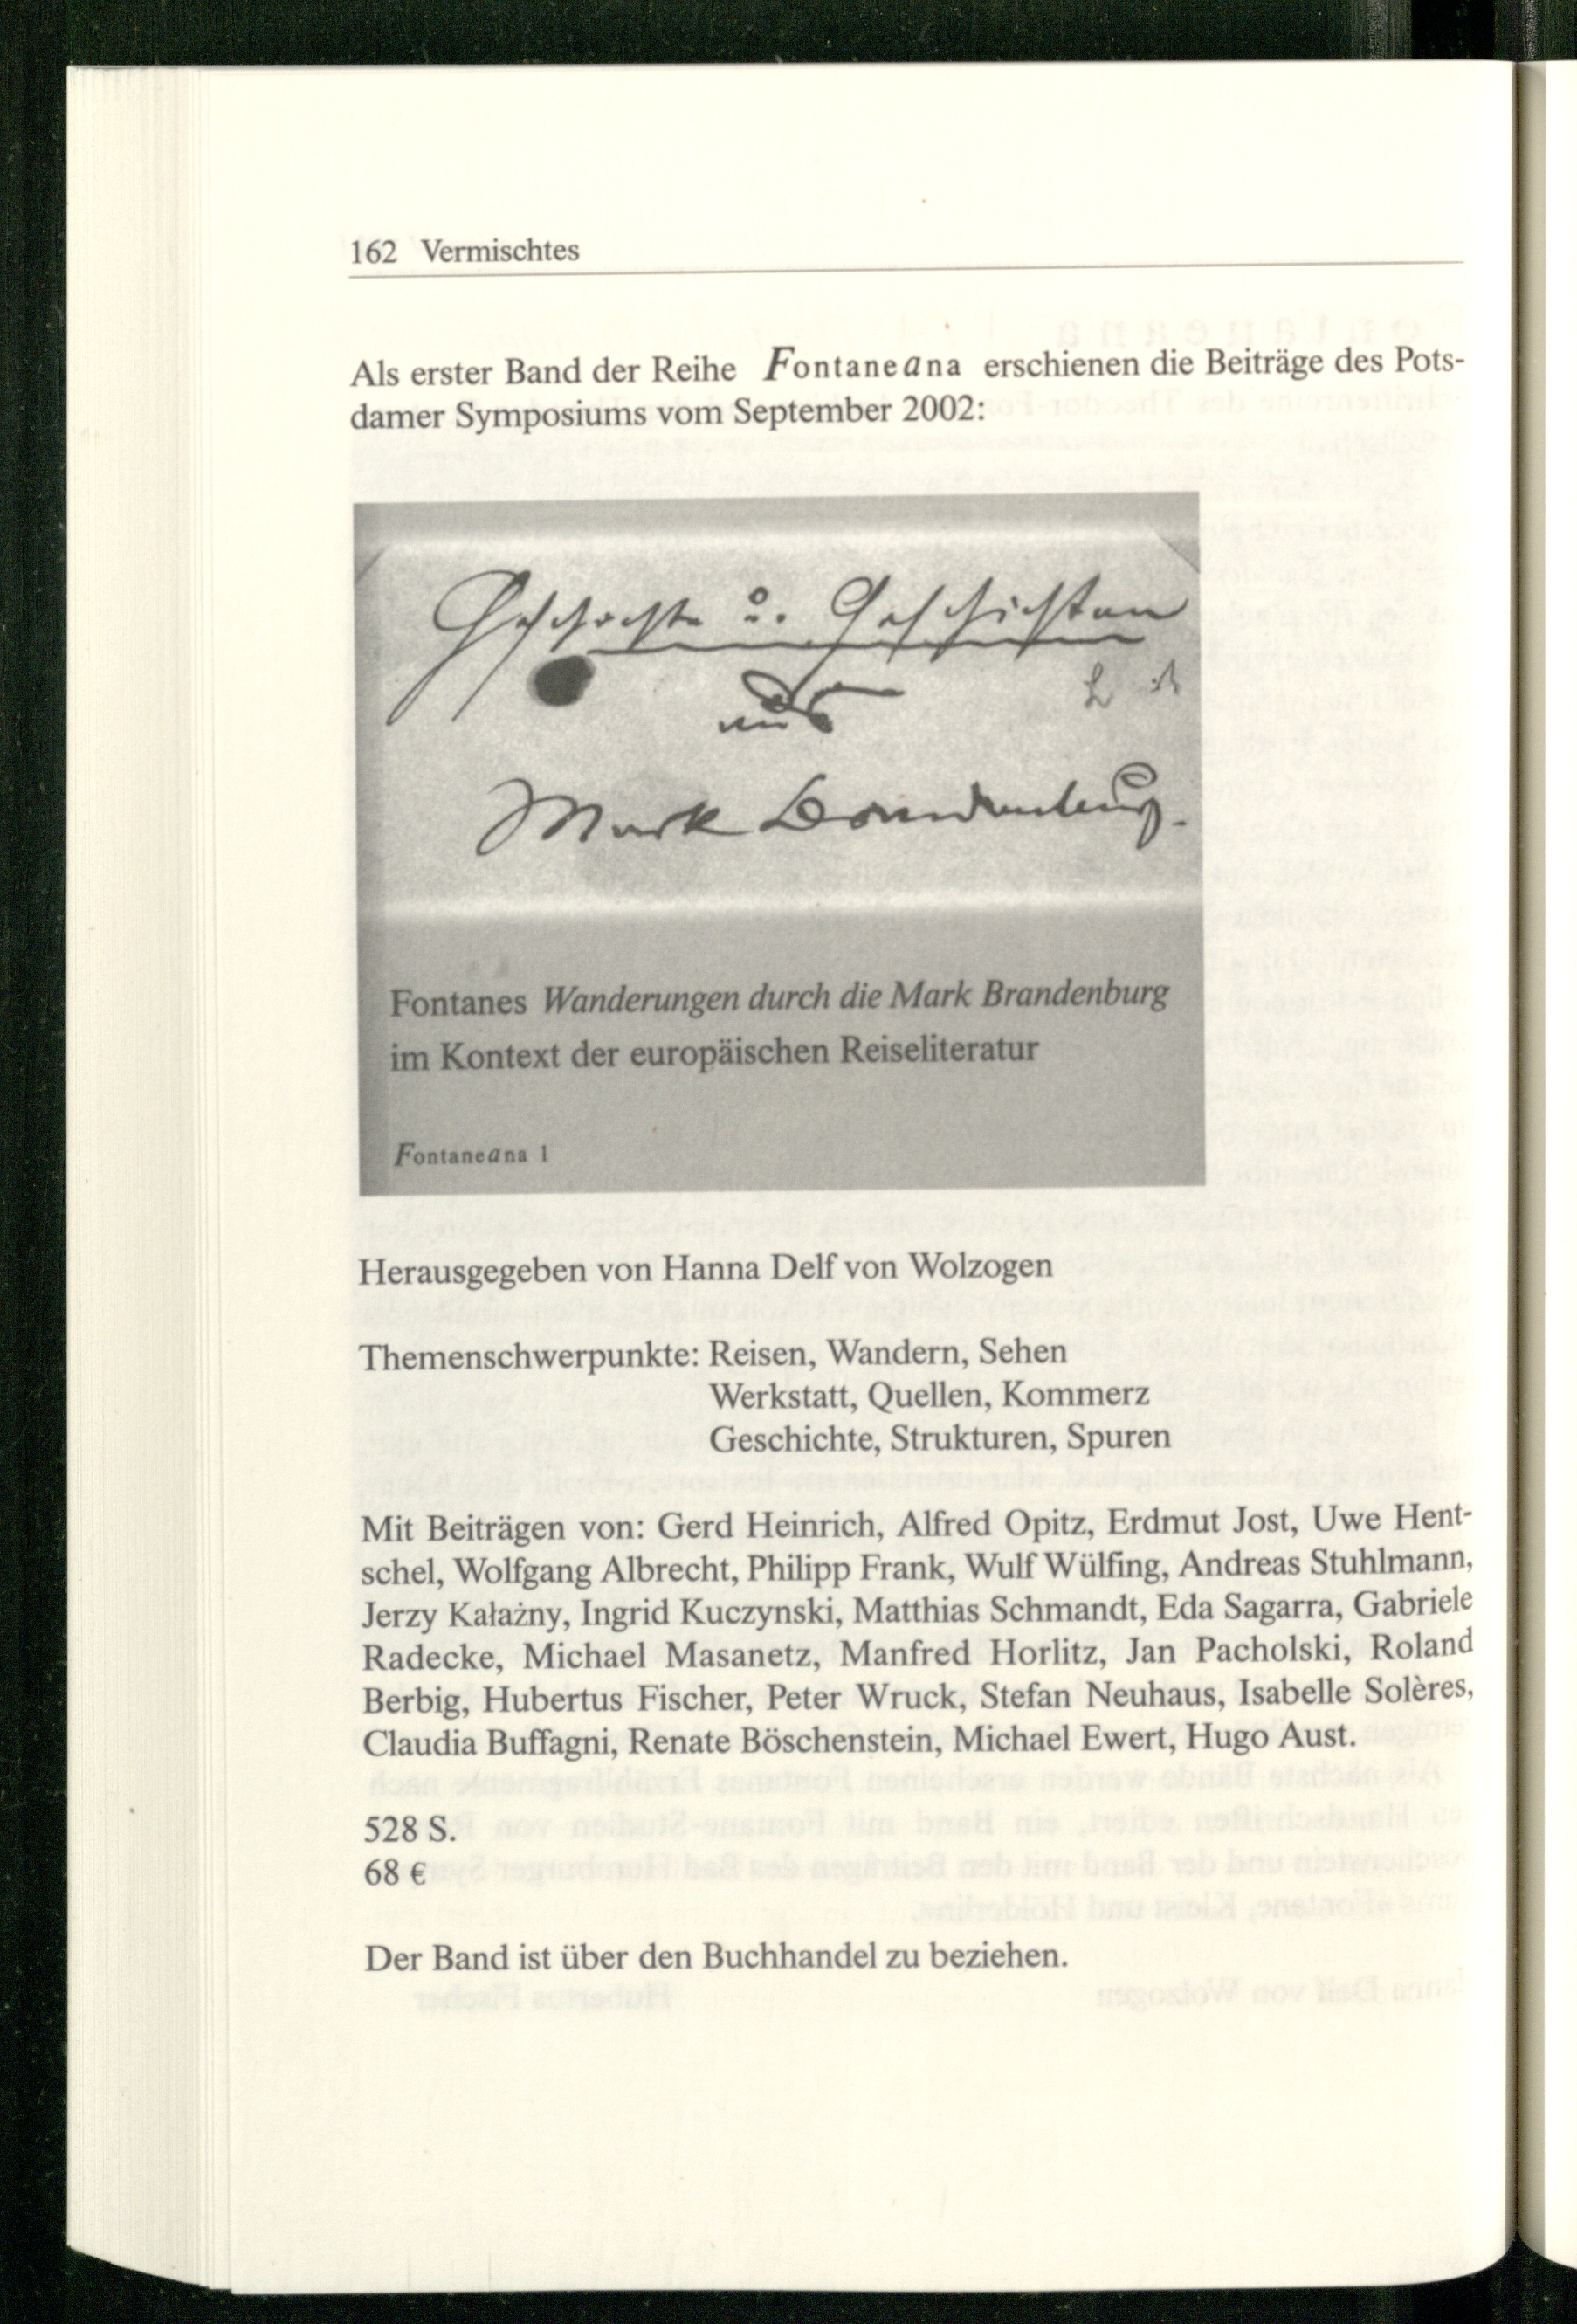 162 Vermischtes
Als erster Band der Reihe Fontaneana erschienen die Beiträge des Pots-
damer Symposiums vom September 2002:
Geschichte u. Geschichten
aus
Mark Brandenburg.
Fontanes Wanderungen durch die Mark Brandenburg
im Kontext der europäischen Reiseliteratur
Fontaneana 1
Herausgegeben von Hanna Delf von Wolzogen
Themenschwerpunkte: Reisen, Wandern, Sehen
Werkstatt, Quellen, Kommerz
Geschichte, Strukturen, Spuren
Mit Beiträgen von: Gerd Heinrich, Alfred Opitz, Erdmut Jost, Uwe Hent-
schel, Wolfgang Albrecht, Philipp Frank, Wulf Wülfing, Andreas Stuhlmann,
Jerzy Kałażny, Ingrid Kuczynski, Matthias Schmandt, Eda Sagarra, Gabriele
Radecke, Michael Masanetz, Manfred Horlitz, Jan Pacholski, Roland
Berbig, Hubertus Fischer, Peter Wruck, Stefan Neuhaus, Isabelle Solères,
Claudia Buffagni, Renate Böschenstein, Michael Ewert, Hugo Aust.
528 S.
68 €
Der Band ist über den Buchhandel zu beziehen.